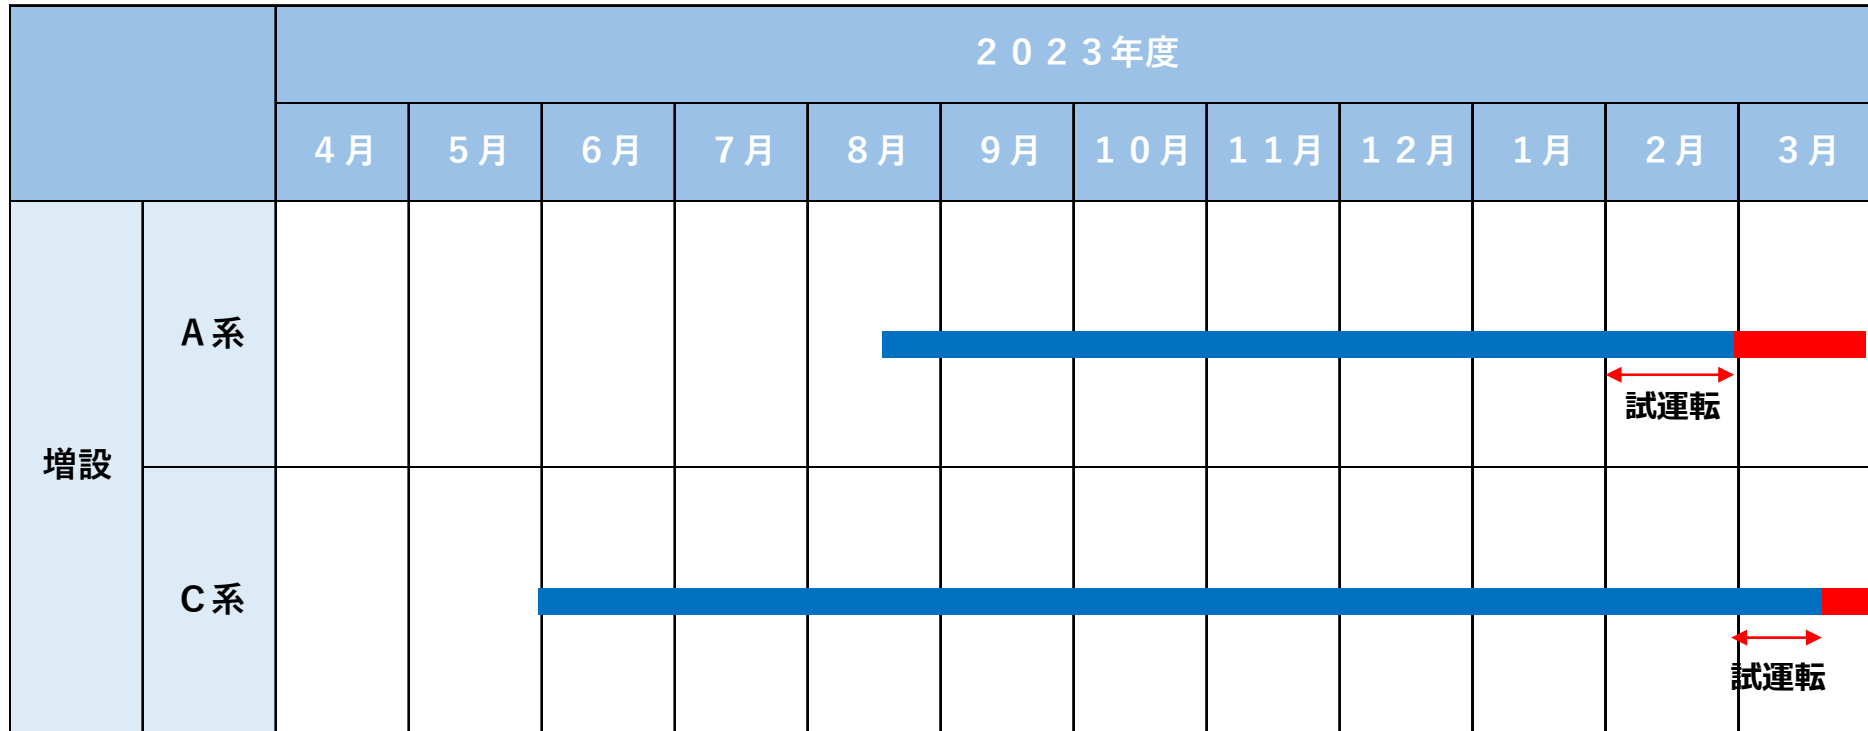 ２０２３年度
４月 ５月 ６月 ７月 ８月 ９月 １０月 １１月 １２月 １月 ２月 ３月
Ａ系
試運転
増設
Ｃ系
試運転